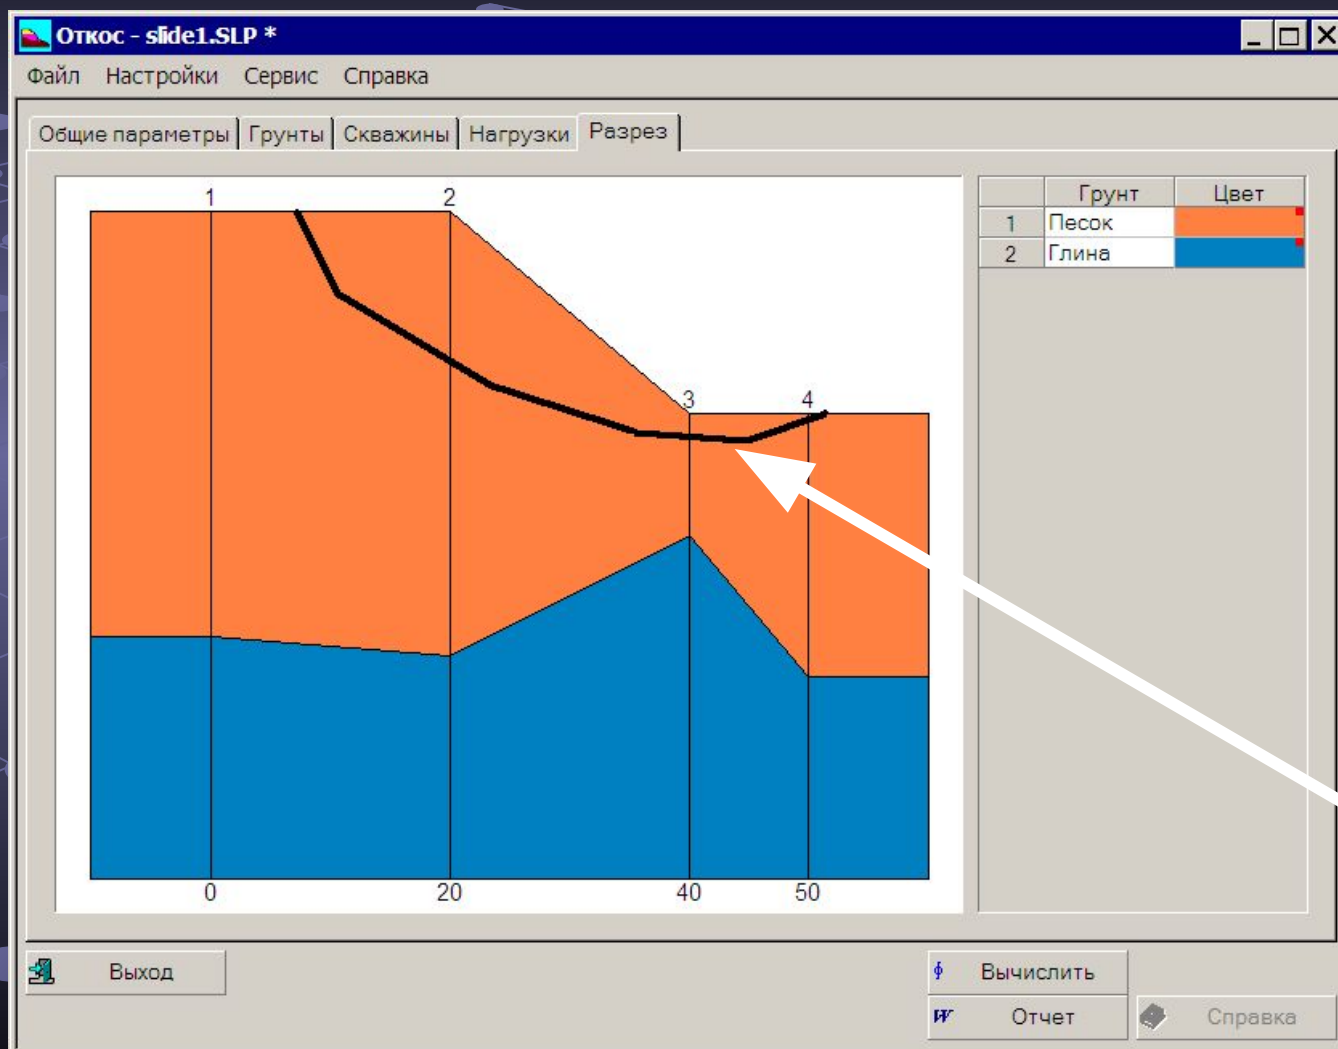 Откос - slide1.SLP *
Файл Настройки Сервис Справка
Общие параметры Грунты Скважины Нагрузки Разрез
1 2
3 4
0 20 40 50
Грунт Цвет
1 Песок
2 Глина
Выход
Вычислить
Отчет
Справка